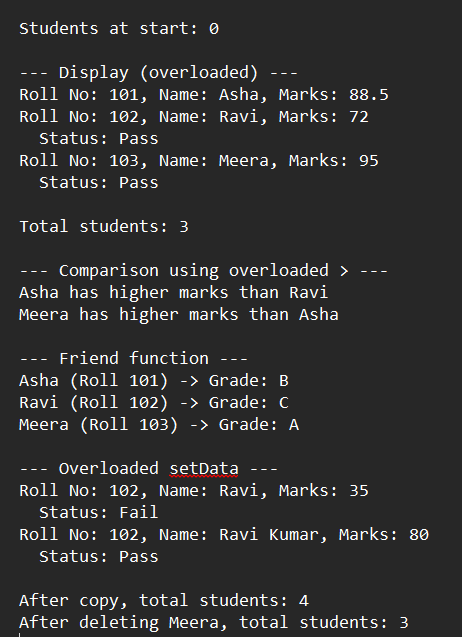 Students at start: 0
--- Display (overloaded) ---
Roll No: 101, Name: Asha, Marks: 88.5
Roll No: 102, Name: Ravi, Marks: 72
  Status: Pass
Roll No: 103, Name: Meera, Marks: 95
  Status: Pass
Total students: 3
--- Comparison using overloaded > ---
Asha has higher marks than Ravi
Meera has higher marks than Asha
--- Friend function ---
Asha (Roll 101) -> Grade: B
Ravi (Roll 102) -> Grade: C
Meera (Roll 103) -> Grade: A
--- Overloaded setData ---
Roll No: 102, Name: Ravi, Marks: 35
  Status: Fail
Roll No: 102, Name: Ravi Kumar, Marks: 80
  Status: Pass
After copy, total students: 4
After deleting Meera, total students: 3